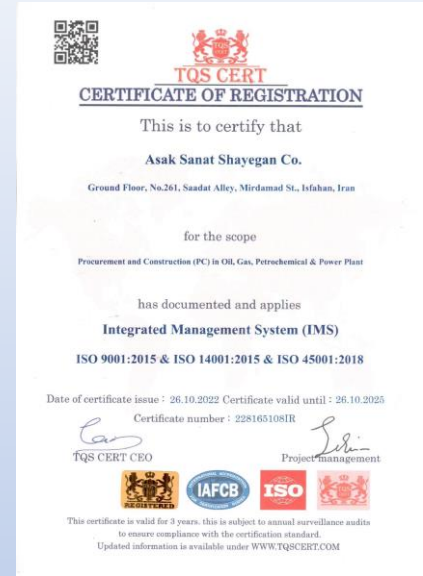 TQS
TQS CERT
CERTIFICATE OF REGISTRATION
This is to certify that
Asak Sanat Shayegan Co.
Ground Floor, No.261, Saadat Alley, Mirdamad St., Isfahan, Iran
for the scope
Procurement and Construction (PC) in Oil, Gas, Petrochemical & Power Plant
has documented and applies
Integrated Management System (IMS)
ISO 9001:2015 & ISO 14001:2015 & ISO 45001:2018
Date of certificate issue : 26.10.2022 Certificate valid until : 26.10.2025
Certificate number : 228165108IR
TQS CERT CEO
Project management
REGISTERED
IAFCB
ISO
This certificate is valid for 3 years. this is subject to annual surveillance audits
to ensure compliance with the certification standard.
Updated information is available under WWW.TQSCERT.COM